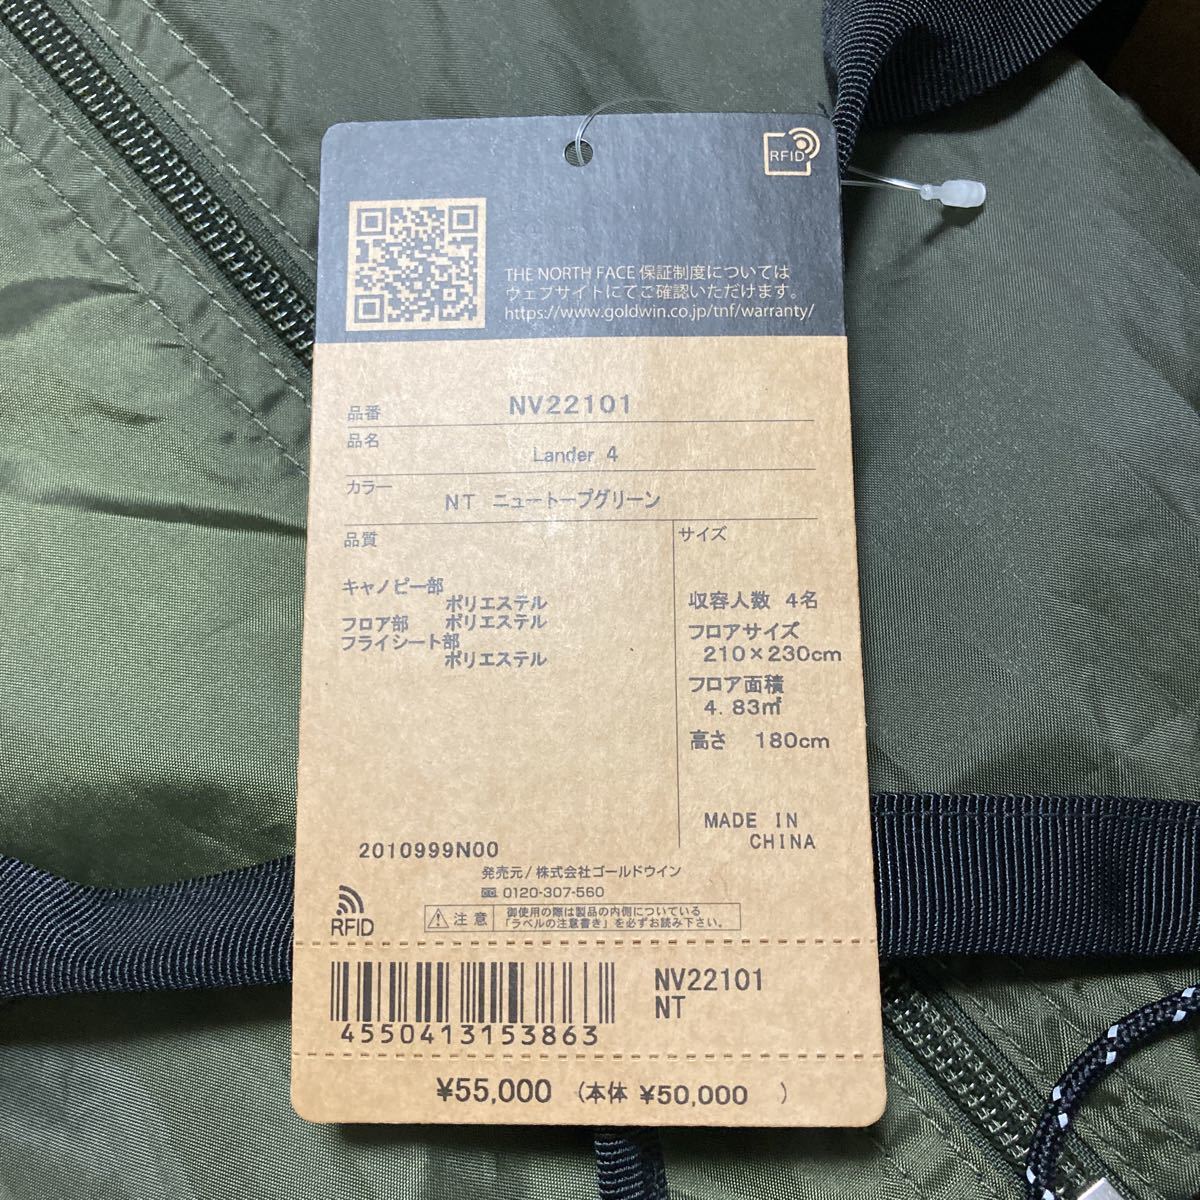 RFID
THE NORTH FACE 保証制度については
ウェブサイトにてご確認いただけます。
https://www.goldwin.co.jp/tnf/warranty/
品番 NV22101
品名 Lander 4
カラー NT ニュートープグリーン
品質
キャノピー部
ポリエステル
フロア部 ポリエステル
フライシート部
ポリエステル
サイズ
収容人数 4名
フロアサイズ
210×230cm
フロア面積
4.83㎡
高さ 180cm
MADE IN
CHINA
2010999N00
発売元/株式会社ゴールドウイン
0120-307-560
RFID
注意 御使用の際は製品の内側についている
「ラベルの注意書き」を必ずお読み下さい。
NV22101
NT
4550413153863
¥55,000 (本体 ¥50,000 )